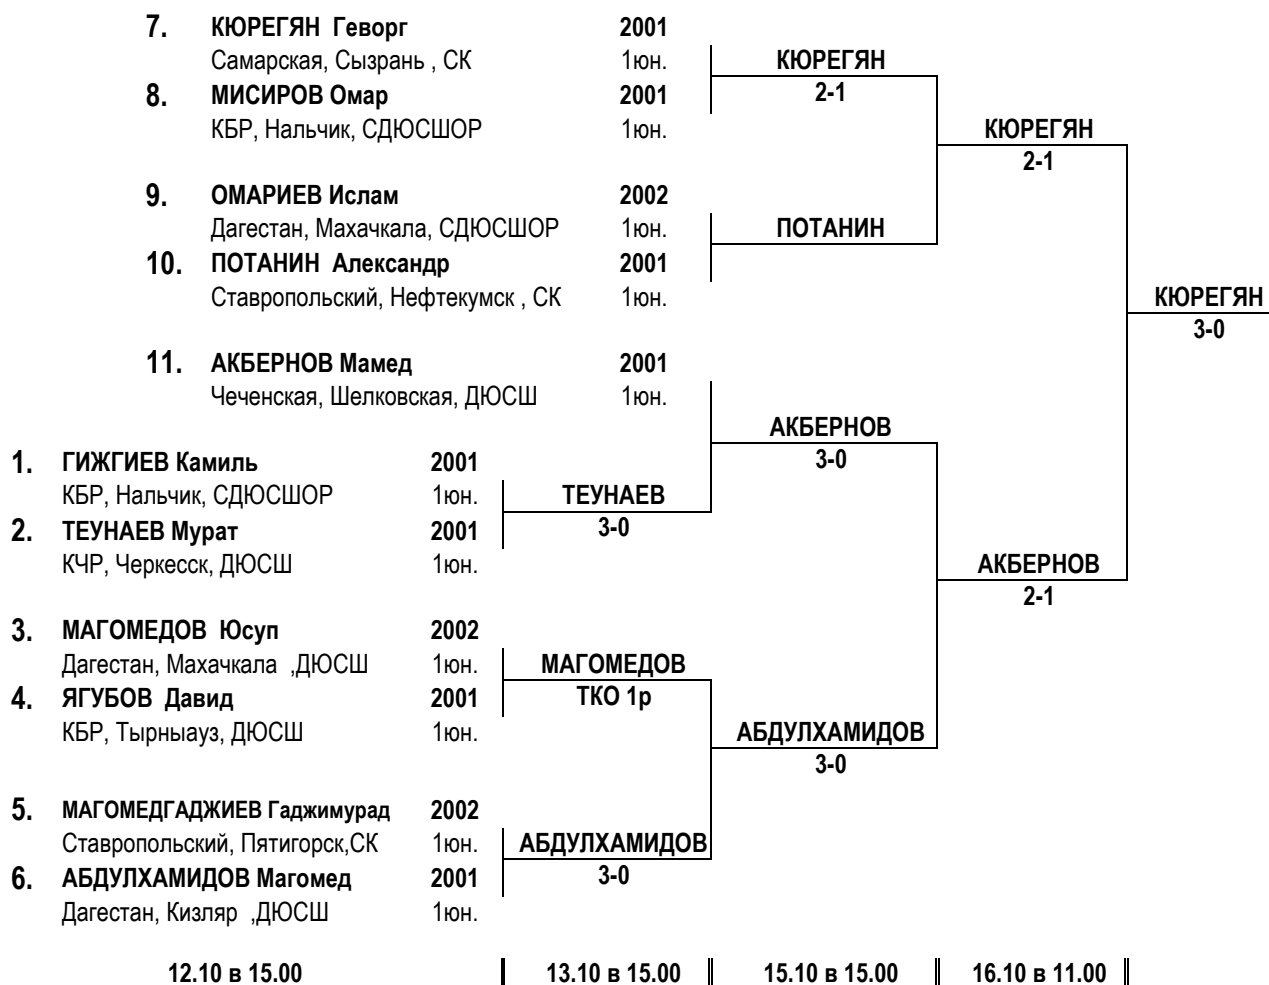 7. КЮРЕГЯН Геворг 2001
Самарская, Сызрань , СК 1юн. КЮРЕГЯН
8. МИСИРОВ Омар 2001 2-1
КБР, Нальчик, СДЮСШОР 1юн. КЮРЕГЯН
2-1
9. ОМАРИЕВ Ислам 2002
Дагестан, Махачкала, СДЮСШОР 1юн. ПОТАНИН
10. ПОТАНИН Александр 2001
Ставропольский, Нефтекумск , СК 1юн. КЮРЕГЯН
3-0
11. АКБЕРНОВ Мамед 2001
Чеченская, Шелковская, ДЮСШ 1юн.
АКБЕРНОВ
1. ГИЖГИЕВ Камиль 2001 3-0
КБР, Нальчик, СДЮСШОР 1юн. ТЕУНАЕВ
2. ТЕУНАЕВ Мурат 2001 3-0
КЧР, Черкесск, ДЮСШ 1юн. АКБЕРНОВ
2-1
3. МАГОМЕДОВ Юсуп 2002
Дагестан, Махачкала ,ДЮСШ 1юн. МАГОМЕДОВ
4. ЯГУБОВ Давид 2001 ТКО 1р
КБР, Тырныауз, ДЮСШ 1юн. АБДУЛХАМИДОВ
3-0
5. МАГОМЕДГАДЖИЕВ Гаджимурад 2002
Ставропольский, Пятигорск,СК 1юн. АБДУЛХАМИДОВ
6. АБДУЛХАМИДОВ Магомед 2001 3-0
Дагестан, Кизляр ,ДЮСШ 1юн.
12.10 в 15.00 13.10 в 15.00 15.10 в 15.00 16.10 в 11.00